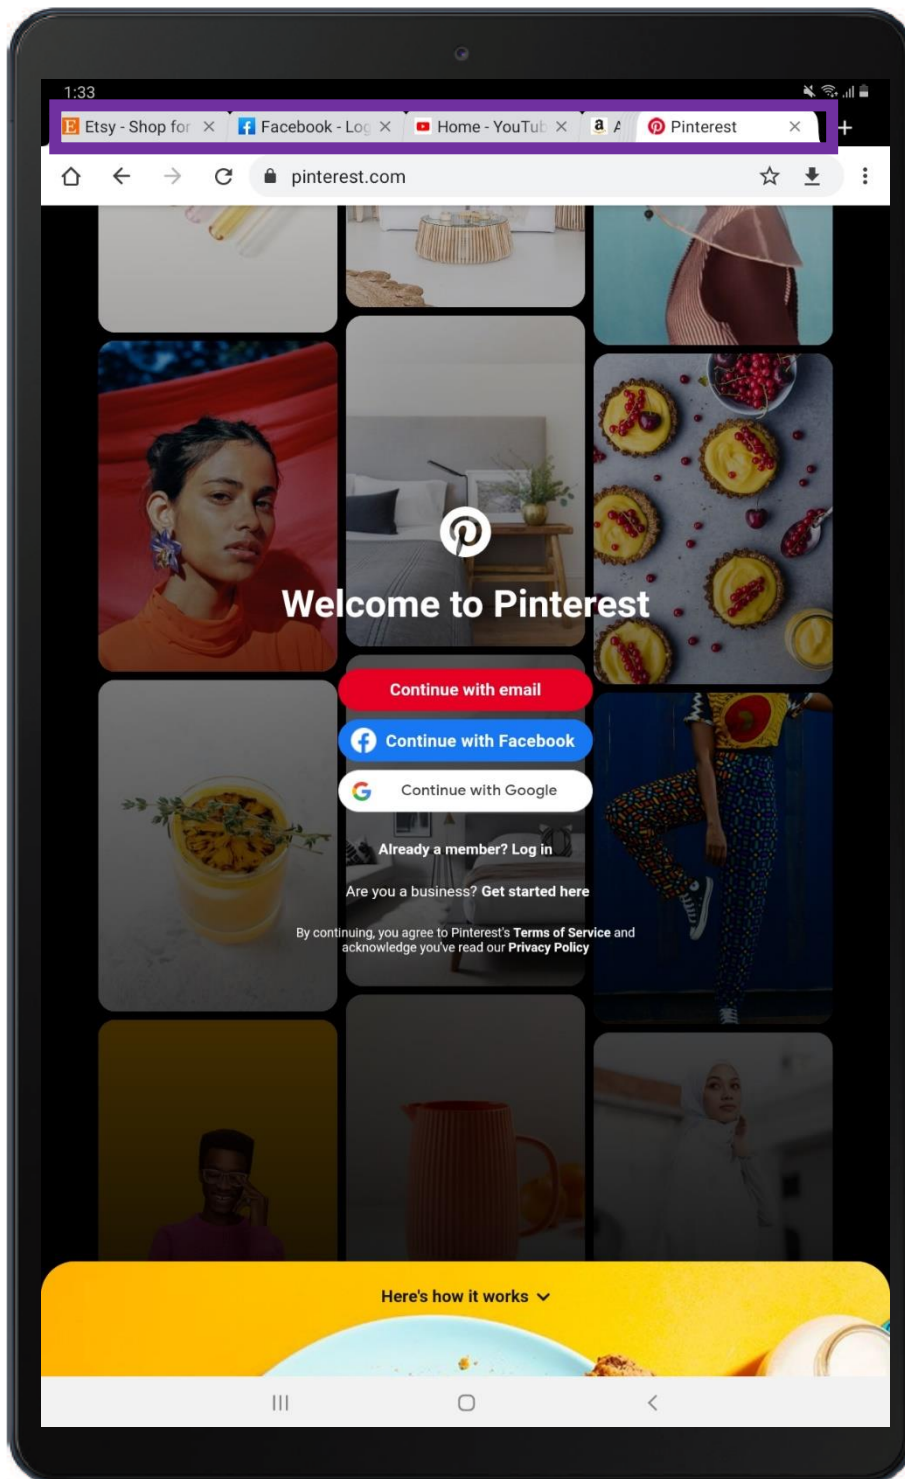 1:33
Etsy - Shop for
Facebook - Log
Home - YouTub
A
Pinterest
pinterest.com
Welcome to Pinterest
Continue with email
Continue with Facebook
Continue with Google
Already a member? Log in
Are you a business? Get started here
By continuing, you agree to Pinterest's Terms of Service and
acknowledge you've read our Privacy Policy
Here's how it works